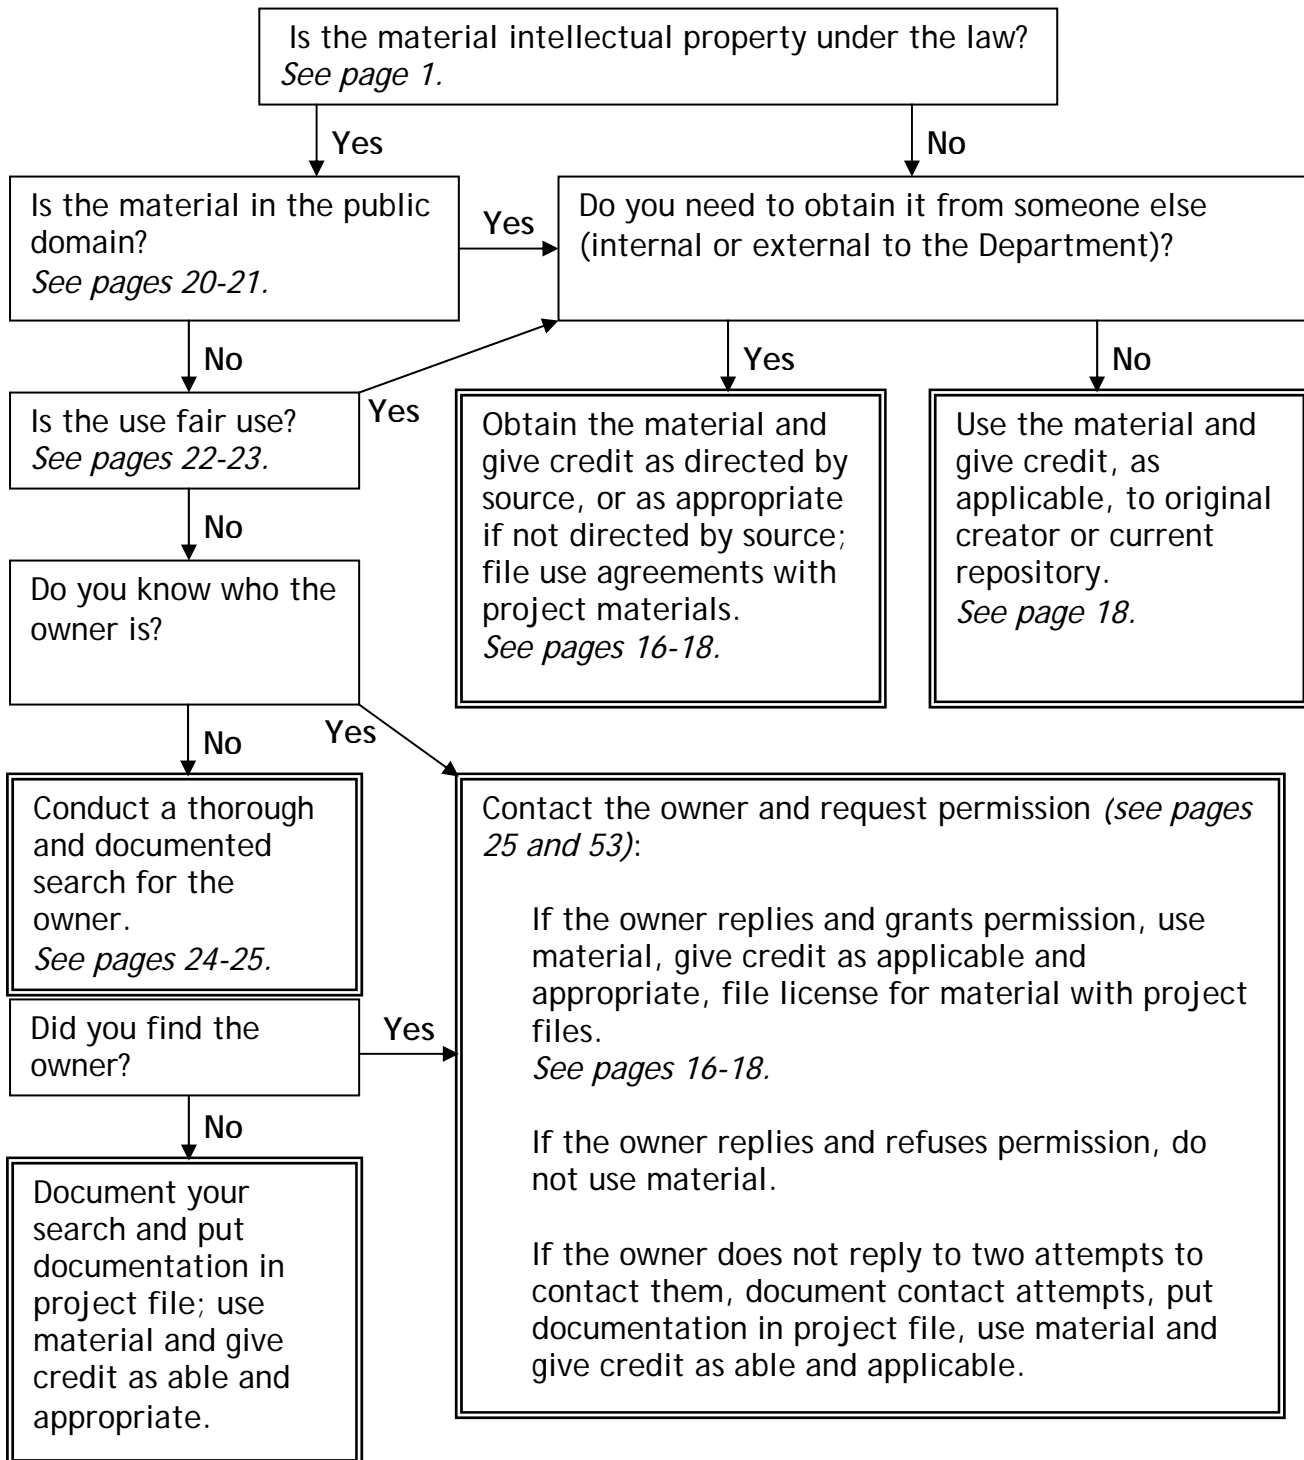 Is the material intellectual property under the law?
See page 1.
Yes
No
Is the material in the public
domain?
See pages 20-21.
Yes
Do you need to obtain it from someone else
(internal or external to the Department)?
No
Yes
No
Is the use fair use?
See pages 22-23.
Yes
Obtain the material and
give credit as directed by
source, or as appropriate
if not directed by source;
file use agreements with
project materials.
See pages 16-18.
Use the material and
give credit, as
applicable, to original
creator or current
repository.
See page 18.
No
Do you know who the
owner is?
No
Yes
Conduct a thorough
and documented
search for the
owner.
See pages 24-25.
Did you find the
owner?
Yes
No
Document your
search and put
documentation in
project file; use
material and give
credit as able and
appropriate.
Contact the owner and request permission (see pages
25 and 53):
If the owner replies and grants permission, use
material, give credit as applicable and
appropriate, file license for material with project
files.
See pages 16-18.
If the owner replies and refuses permission, do
not use material.
If the owner does not reply to two attempts to
contact them, document contact attempts, put
documentation in project file, use material and
give credit as able and applicable.